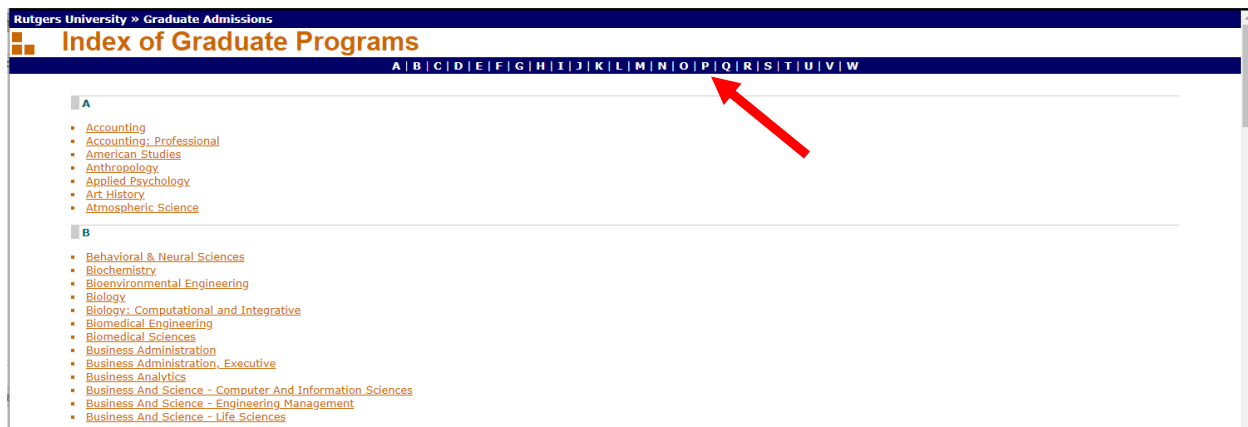 Rutgers University » Graduate Admissions
Index of Graduate Programs
A | B | C | D | E | F | G | H | I | J | K | L | M | N | O | P | Q | R | S | T | U | V | W
A
Accounting
Accounting; Professional
American Studies
Anthropology
Applied Psychology
Art History
Atmospheric Science
B
Behavioral & Neural Sciences
Biochemistry
Bioenvironmental Engineering
Biology
Biology: Computational and Integrative
Biomedical Engineering
Biomedical Sciences
Business Administration
Business Administration, Executive
Business Analytics
Business And Science - Computer And Information Sciences
Business And Science - Engineering Management
Business And Science - Life Sciences